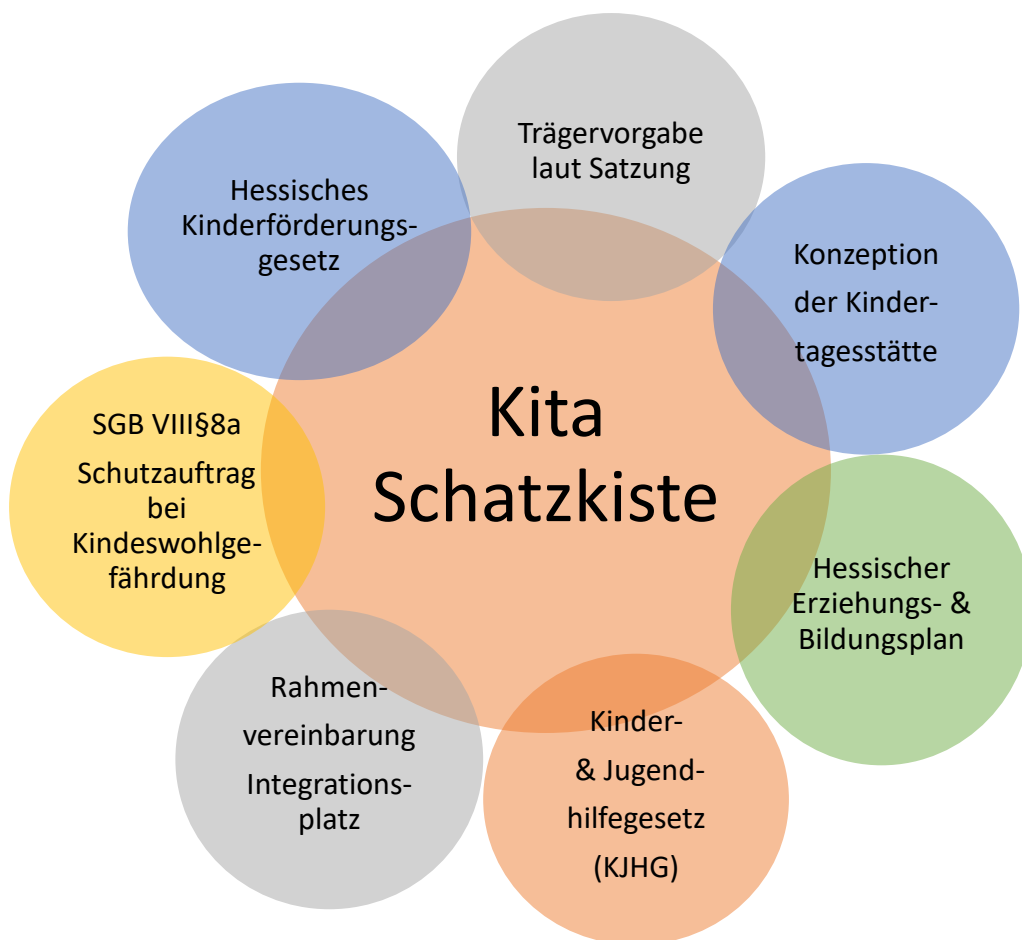 Trägervorgabe
laut Satzung
Hessisches
Kinderförderungs-
gesetz
Konzeption
der Kinder-
tagesstätte
Kita
Schatzkiste
SGB VIII§8a
Schutzauftrag
bei
Kindeswohlge-
fährdung
Hessischer
Erziehungs- &
Bildungsplan
Rahmen-
vereinbarung
Integrations-
platz
Kinder-
& Jugend-
hilfegesetz
(KJHG)